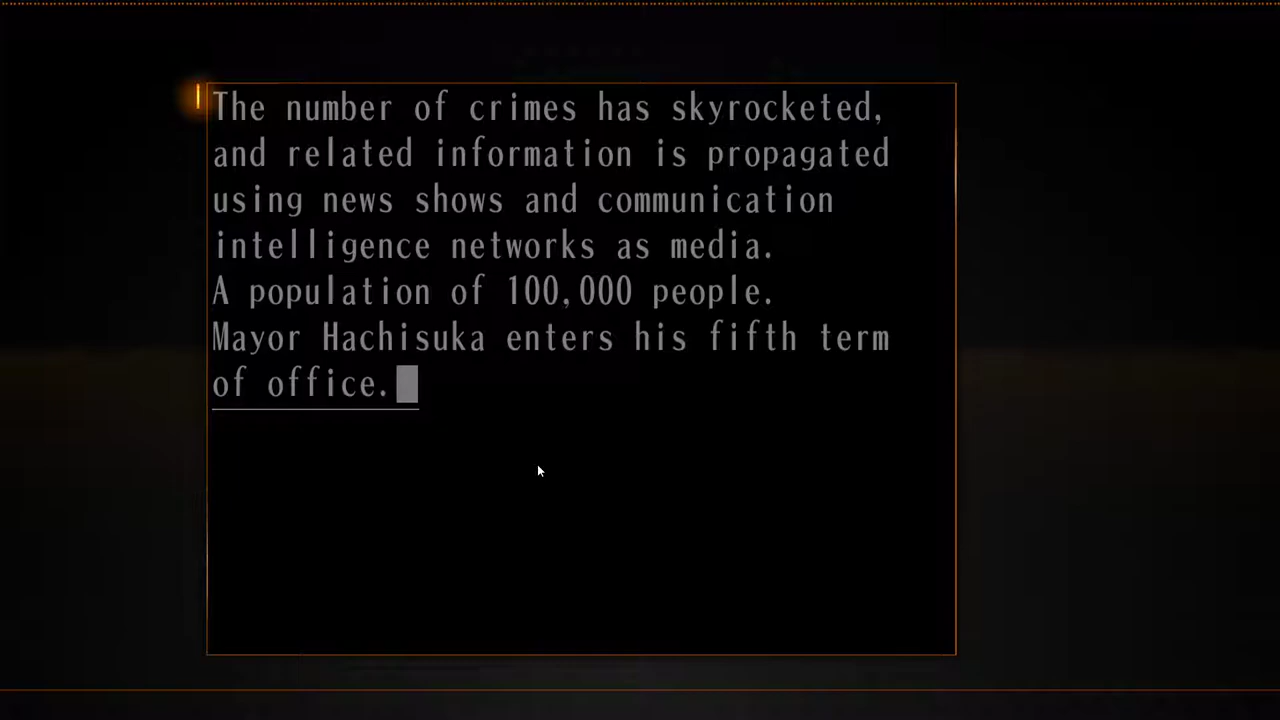 The number of crimes has skyrocketed,
and related information is propagated
using news shows and communication
intelligence networks as media.
A population of 100,000 people.
Mayor Hachisuka enters his fifth term
of office.